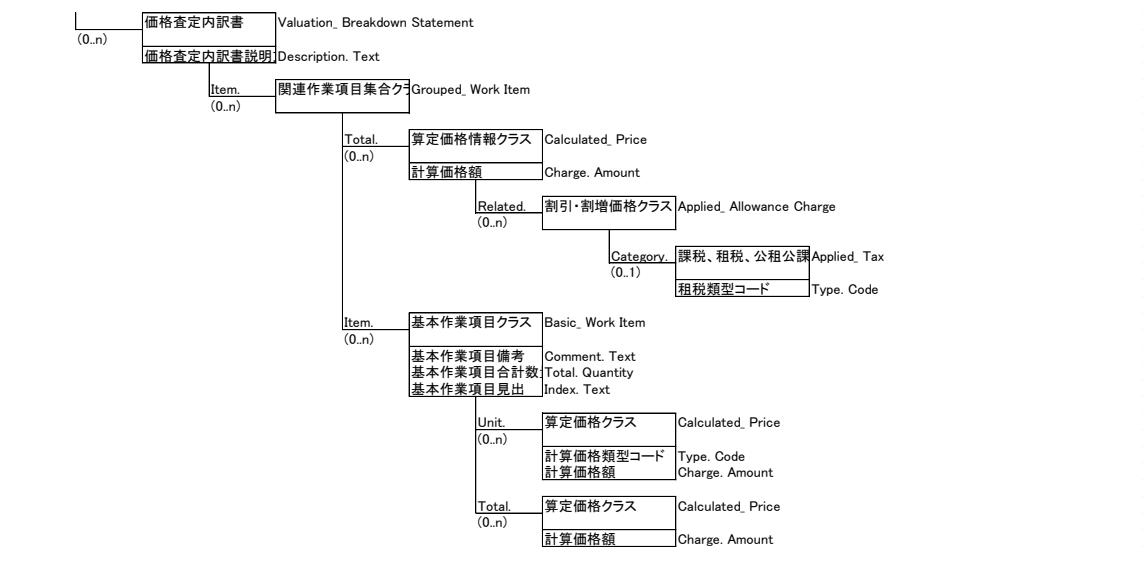 価格査定内訳書 Valuation_ Breakdown Statement
(0..n)
価格査定内訳書説明 Description. Text
Item. 関連作業項目集合クラ Grouped_ Work Item
(0..n)
Total. 算定価格情報クラス Calculated_ Price
(0..n)
計算価格額 Charge. Amount
Related. 割引・割増価格クラス Applied_ Allowance Charge
(0..n)
Category. 課税、租税、公租公課 Applied_ Tax
(0..1)
租税類型コード Type. Code
Item. 基本作業項目クラス Basic_ Work Item
(0..n)
基本作業項目備考 Comment. Text
基本作業項目合計数 Total. Quantity
基本作業項目見出 Index. Text
Unit. 算定価格クラス Calculated_ Price
(0..n)
計算価格類型コード Type. Code
計算価格額 Charge. Amount
Total. 算定価格クラス Calculated_ Price
(0..n)
計算価格額 Charge. Amount